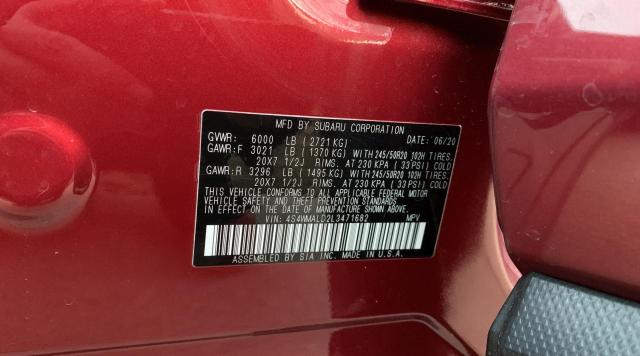 MFD BY SUBARU CORPORATION
GVWR: 6000 LB (2721 KG) DATE '06/20
GAWR:F 3021 LB (1370 KG) WITH 245/50R20 102H TIRES.
20X7 1/2J RIMS. AT 230 KPA (33 PSI) COLD
GAWR:R 3296 LB (1495 KG) WITH 245/50R20 102H TIRES.
20X7 1/2J RIMS. AT 230 KPA (33 PSI) COLD
THIS VEHICLE CONFORMS TO ALL APPLICABLE FEDERAL MOTOR
VEHICLE SAFETY AND THEFT PREVENTION STANDARDS IN EFFECT
ON THE DATE OF MANUFACTURE SHOWN ABOVE.
VIN: 4S4WMALD2L3471682 MPV
ASSEMBLED BY SIA INC. MADE IN U.S.A.